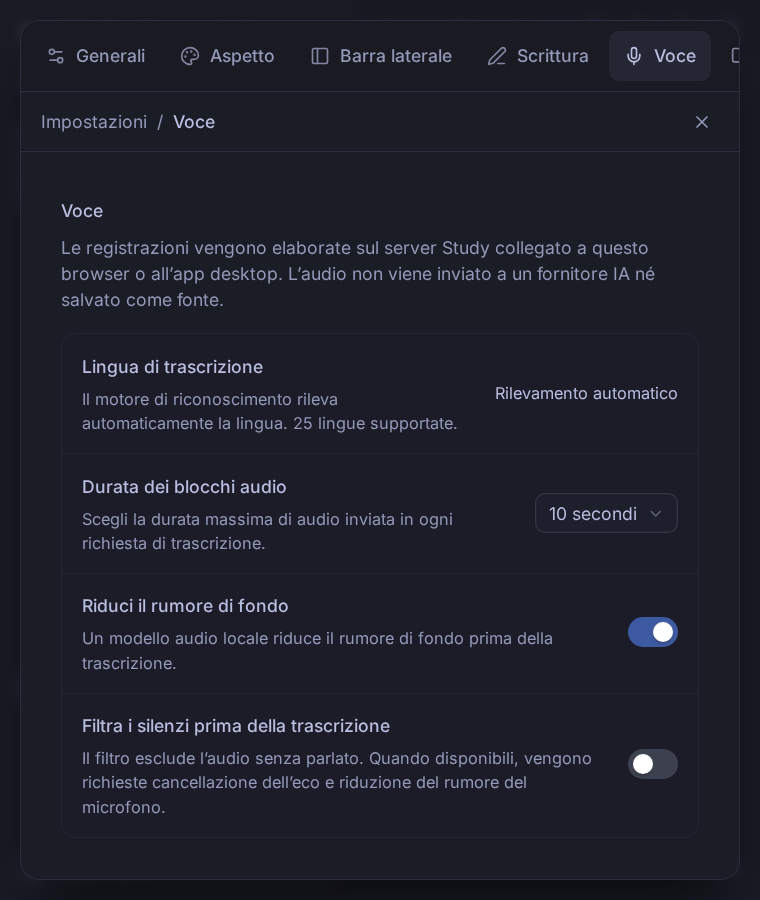 Generali
Aspetto
Barra laterale
Scrittura
Voce
Impostazioni / Voce
Voce
Le registrazioni vengono elaborate sul server Study collegato a questo
browser o all’app desktop. L’audio non viene inviato a un fornitore IA né
salvato come fonte.
Lingua di trascrizione
Il motore di riconoscimento rileva
automaticamente la lingua. 25 lingue supportate.
Rilevamento automatico
Durata dei blocchi audio
Scegli la durata massima di audio inviata in ogni
richiesta di trascrizione.
10 secondi
Riduci il rumore di fondo
Un modello audio locale riduce il rumore di fondo prima della
trascrizione.
Filtra i silenzi prima della trascrizione
Il filtro esclude l’audio senza parlato. Quando disponibili, vengono
richieste cancellazione dell’eco e riduzione del rumore del
microfono.